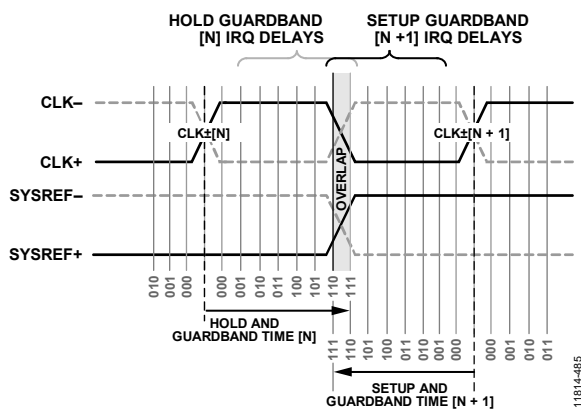 HOLD GUARDBAND
[N] IRQ DELAYS
SETUP GUARDBAND
[N +1] IRQ DELAYS
CLK–
CLK±[N]
CLK±[N + 1]
CLK+
SYSREF–
OVERLAP
SYSREF+
010
001
000
000
001
010
011
100
101
110
111
HOLD AND
GUARDBAND TIME [N]
111
110
101
100
011
010
001
000
000
001
010
011
SETUP AND
GUARDBAND TIME [N + 1]
11814-485